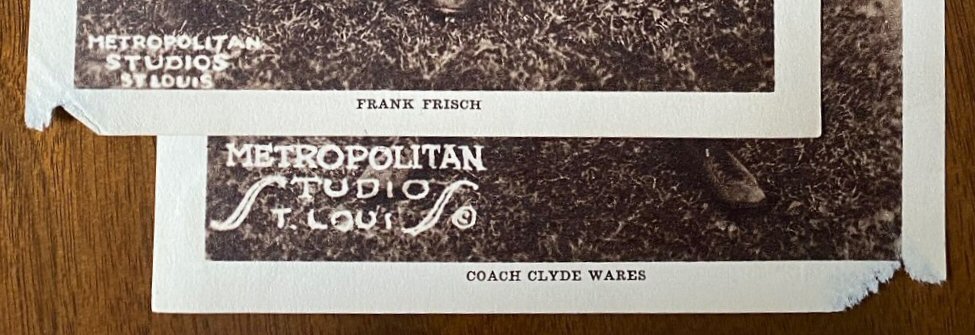 METROPOLITAN
STUDIOS
ST LOUIS
FRANK FRISCH
METROPOLITAN
STUDIOS
ST. LOUIS ©
COACH CLYDE WARES